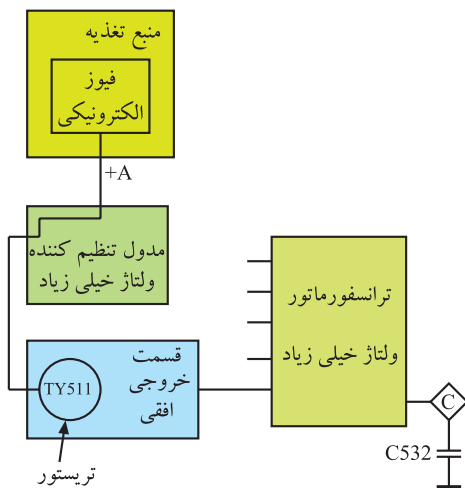 منبع تغذیه
فیوز
الکترونیکی
+A
مدول تنظیم کننده
ولتاژ خیلی زیاد
قسمت
خروجی
افقی
TY511
تریستور
ترانسفورماتور
ولتاژ خیلی زیاد
C
C532